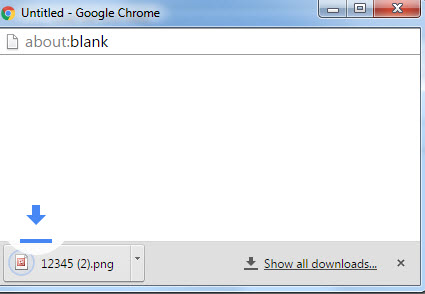 Untitled - Google Chrome
about:blank
12345 (2).png
Show all downloads...